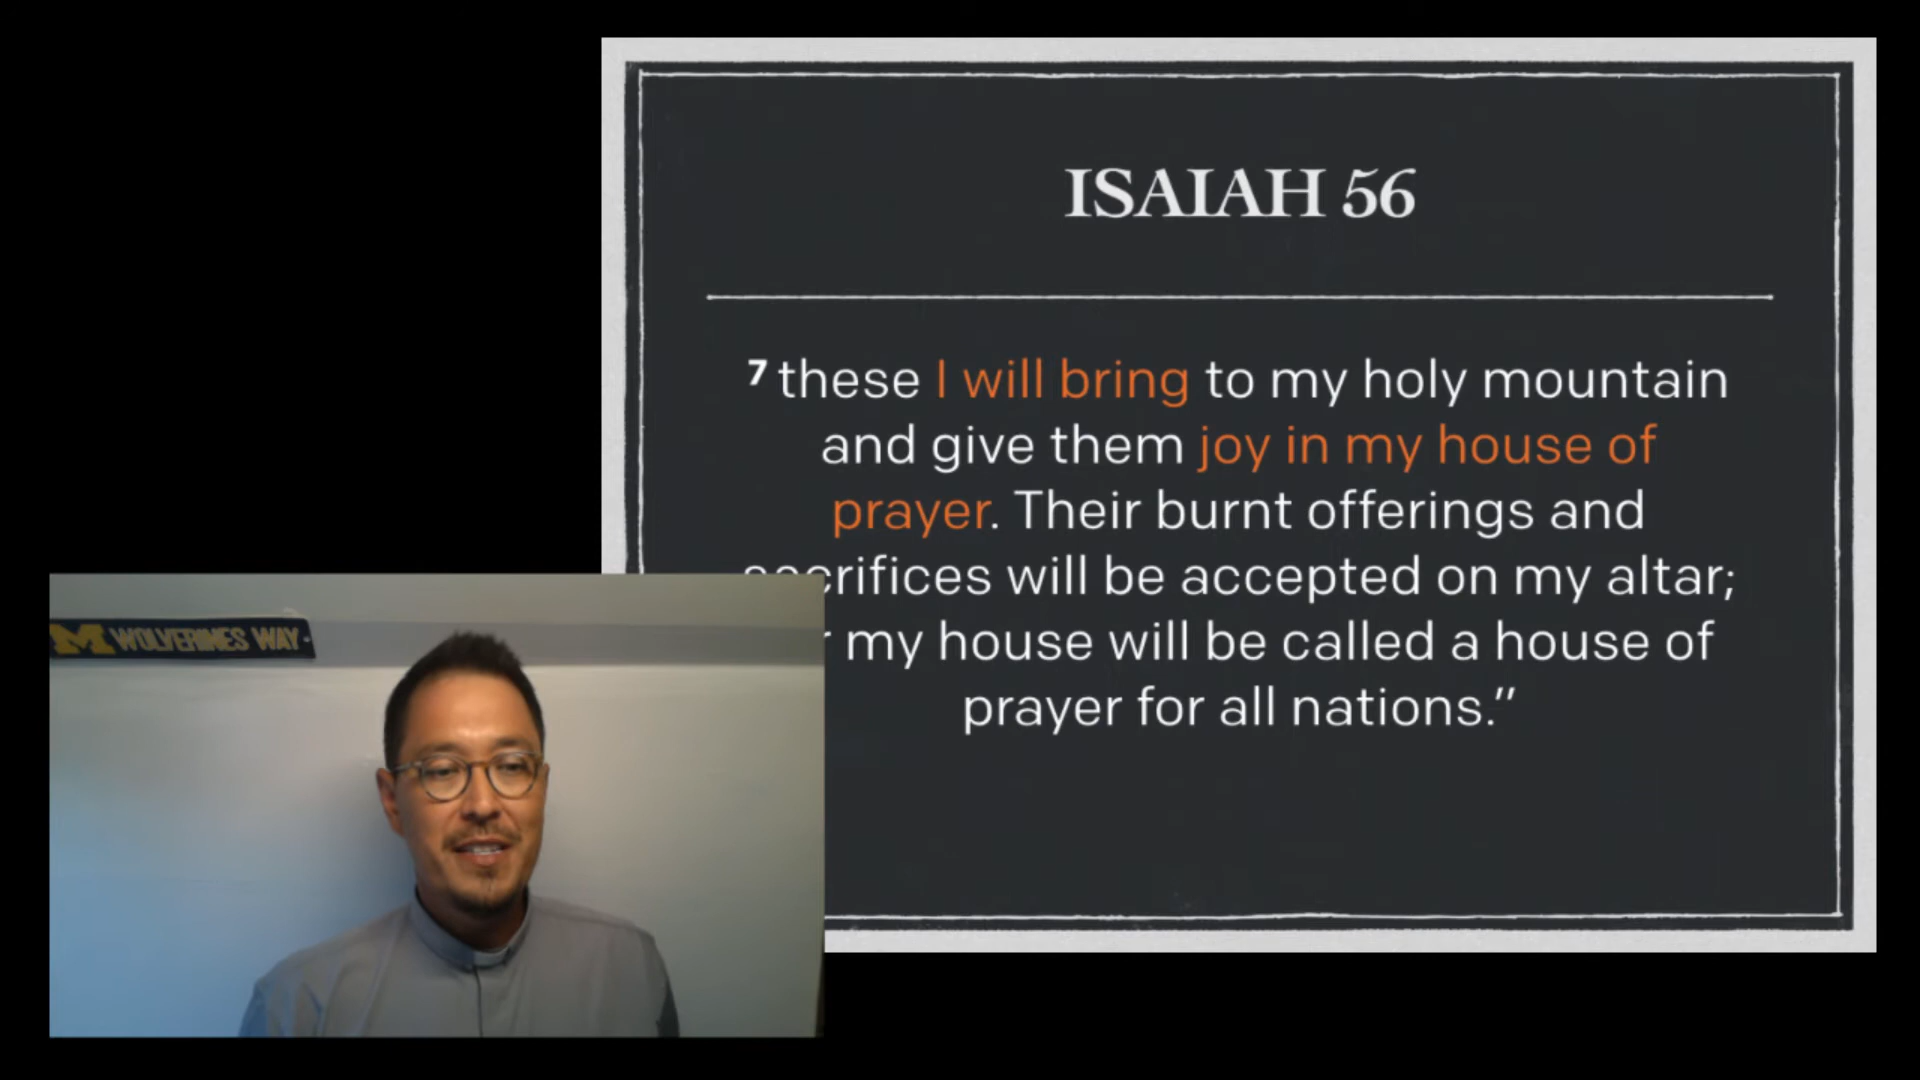 ISAIAH 56
7 these I will bring to my holy mountain
and give them joy in my house of
prayer. Their burnt offerings and
sacrifices will be accepted on my altar;
my house will be called a house of
prayer for all nations.”
M WOLVERINES WAY